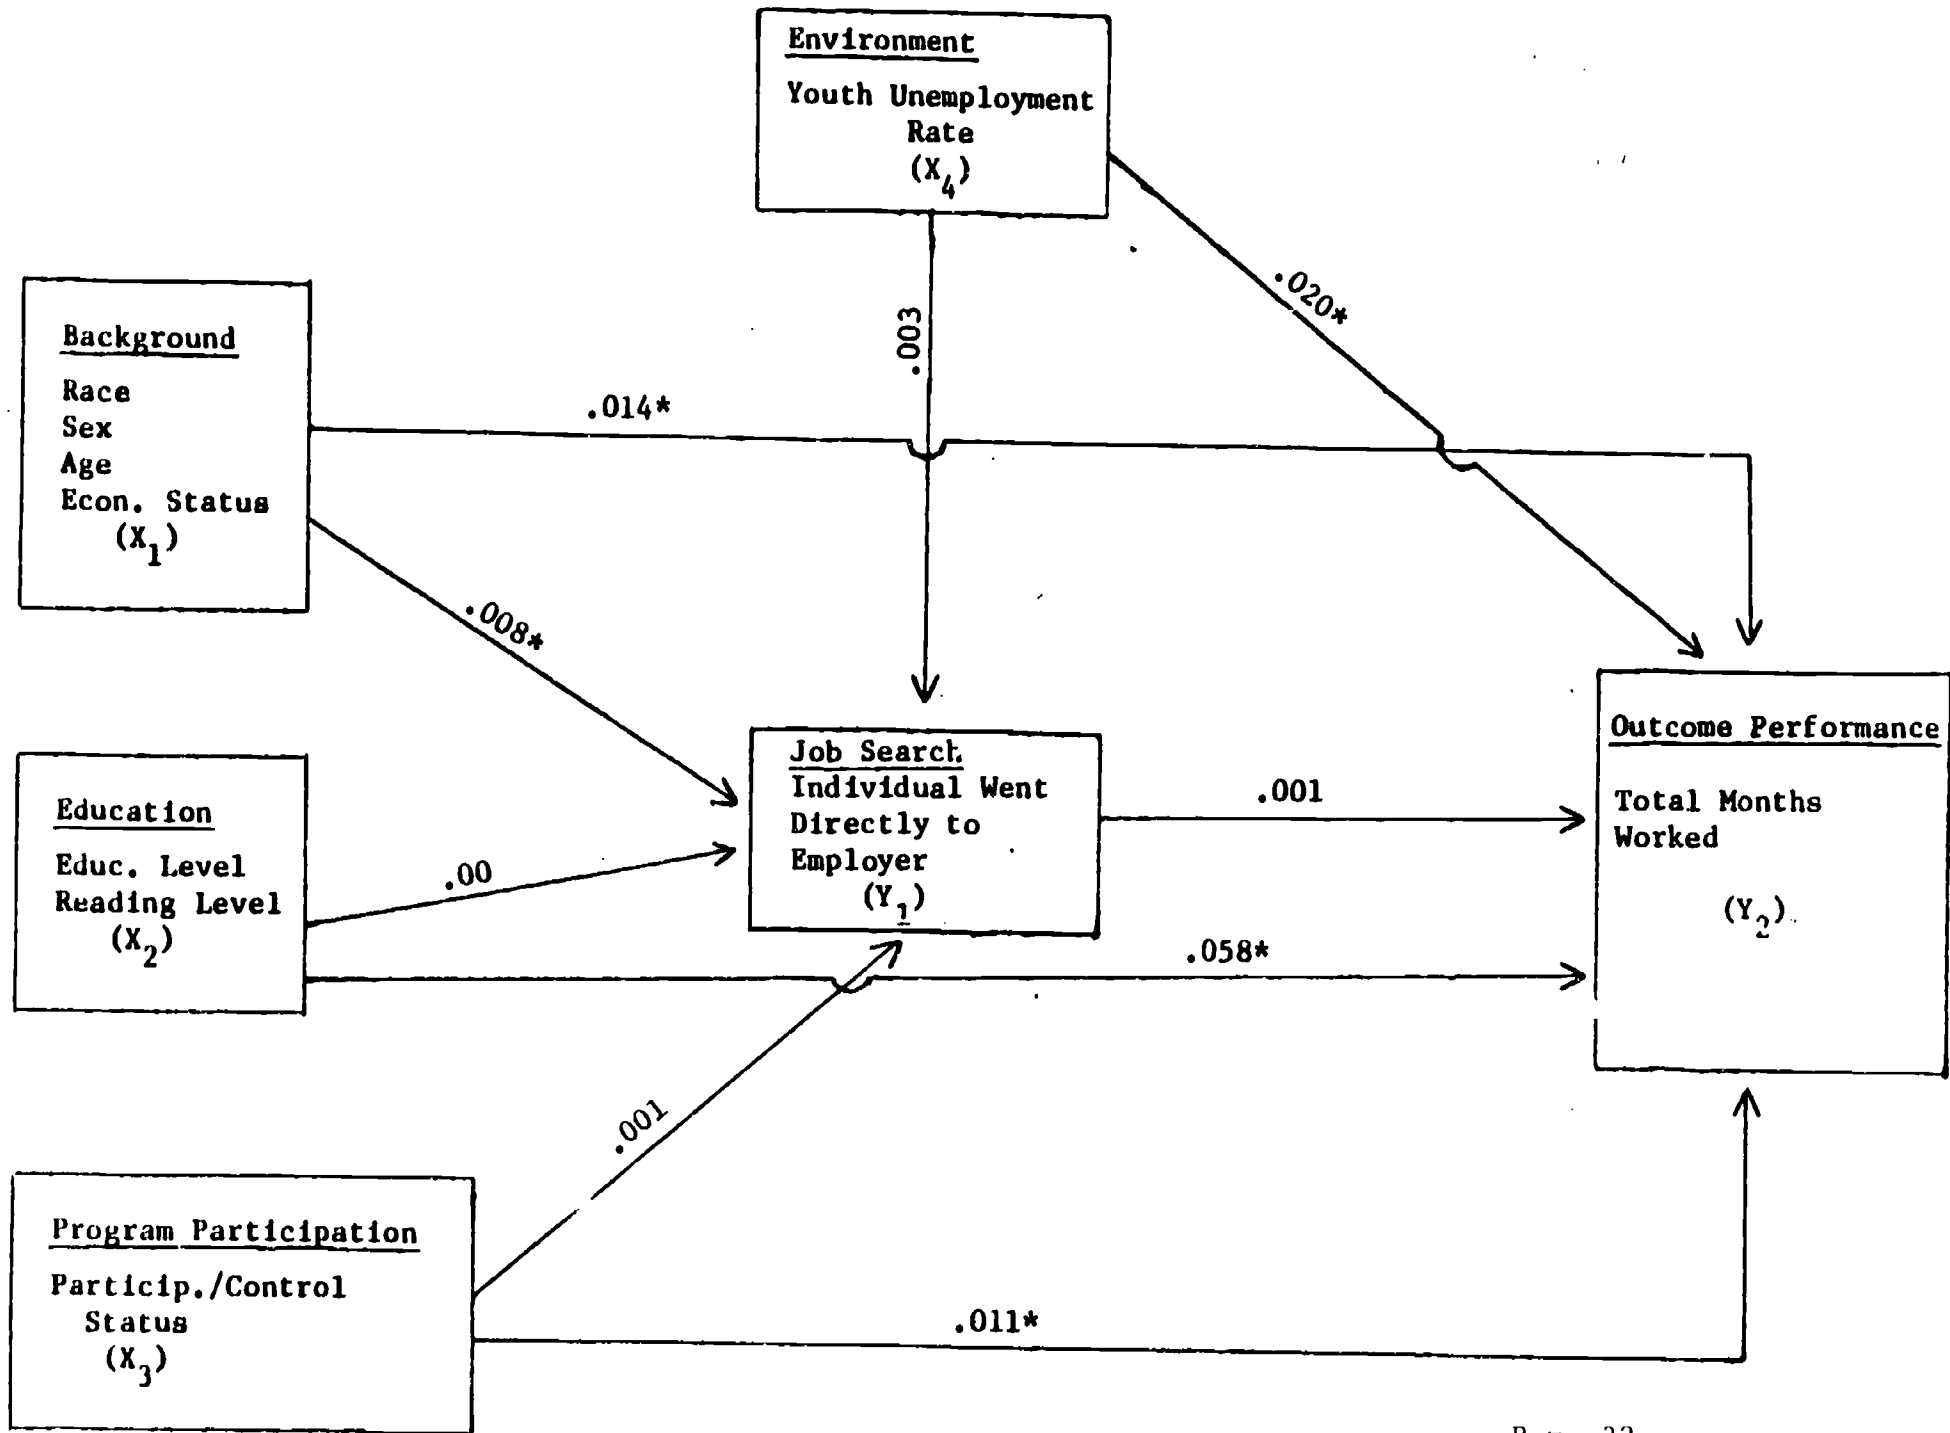 Environment
Youth Unemployment
Rate
(X4)
.020*
.003
Background
Race
Sex
Age
Econ. Status
(X1)
.014*
.008*
Job Search
Individual Went
Directly to
Employer
(Y1)
.001
Outcome Performance
Total Months
Worked
(Y2)
Education
Educ. Level
Reading Level
(X2)
.00
.058*
.001
Program Participation
Particip./Control
Status
(X3)
.011*